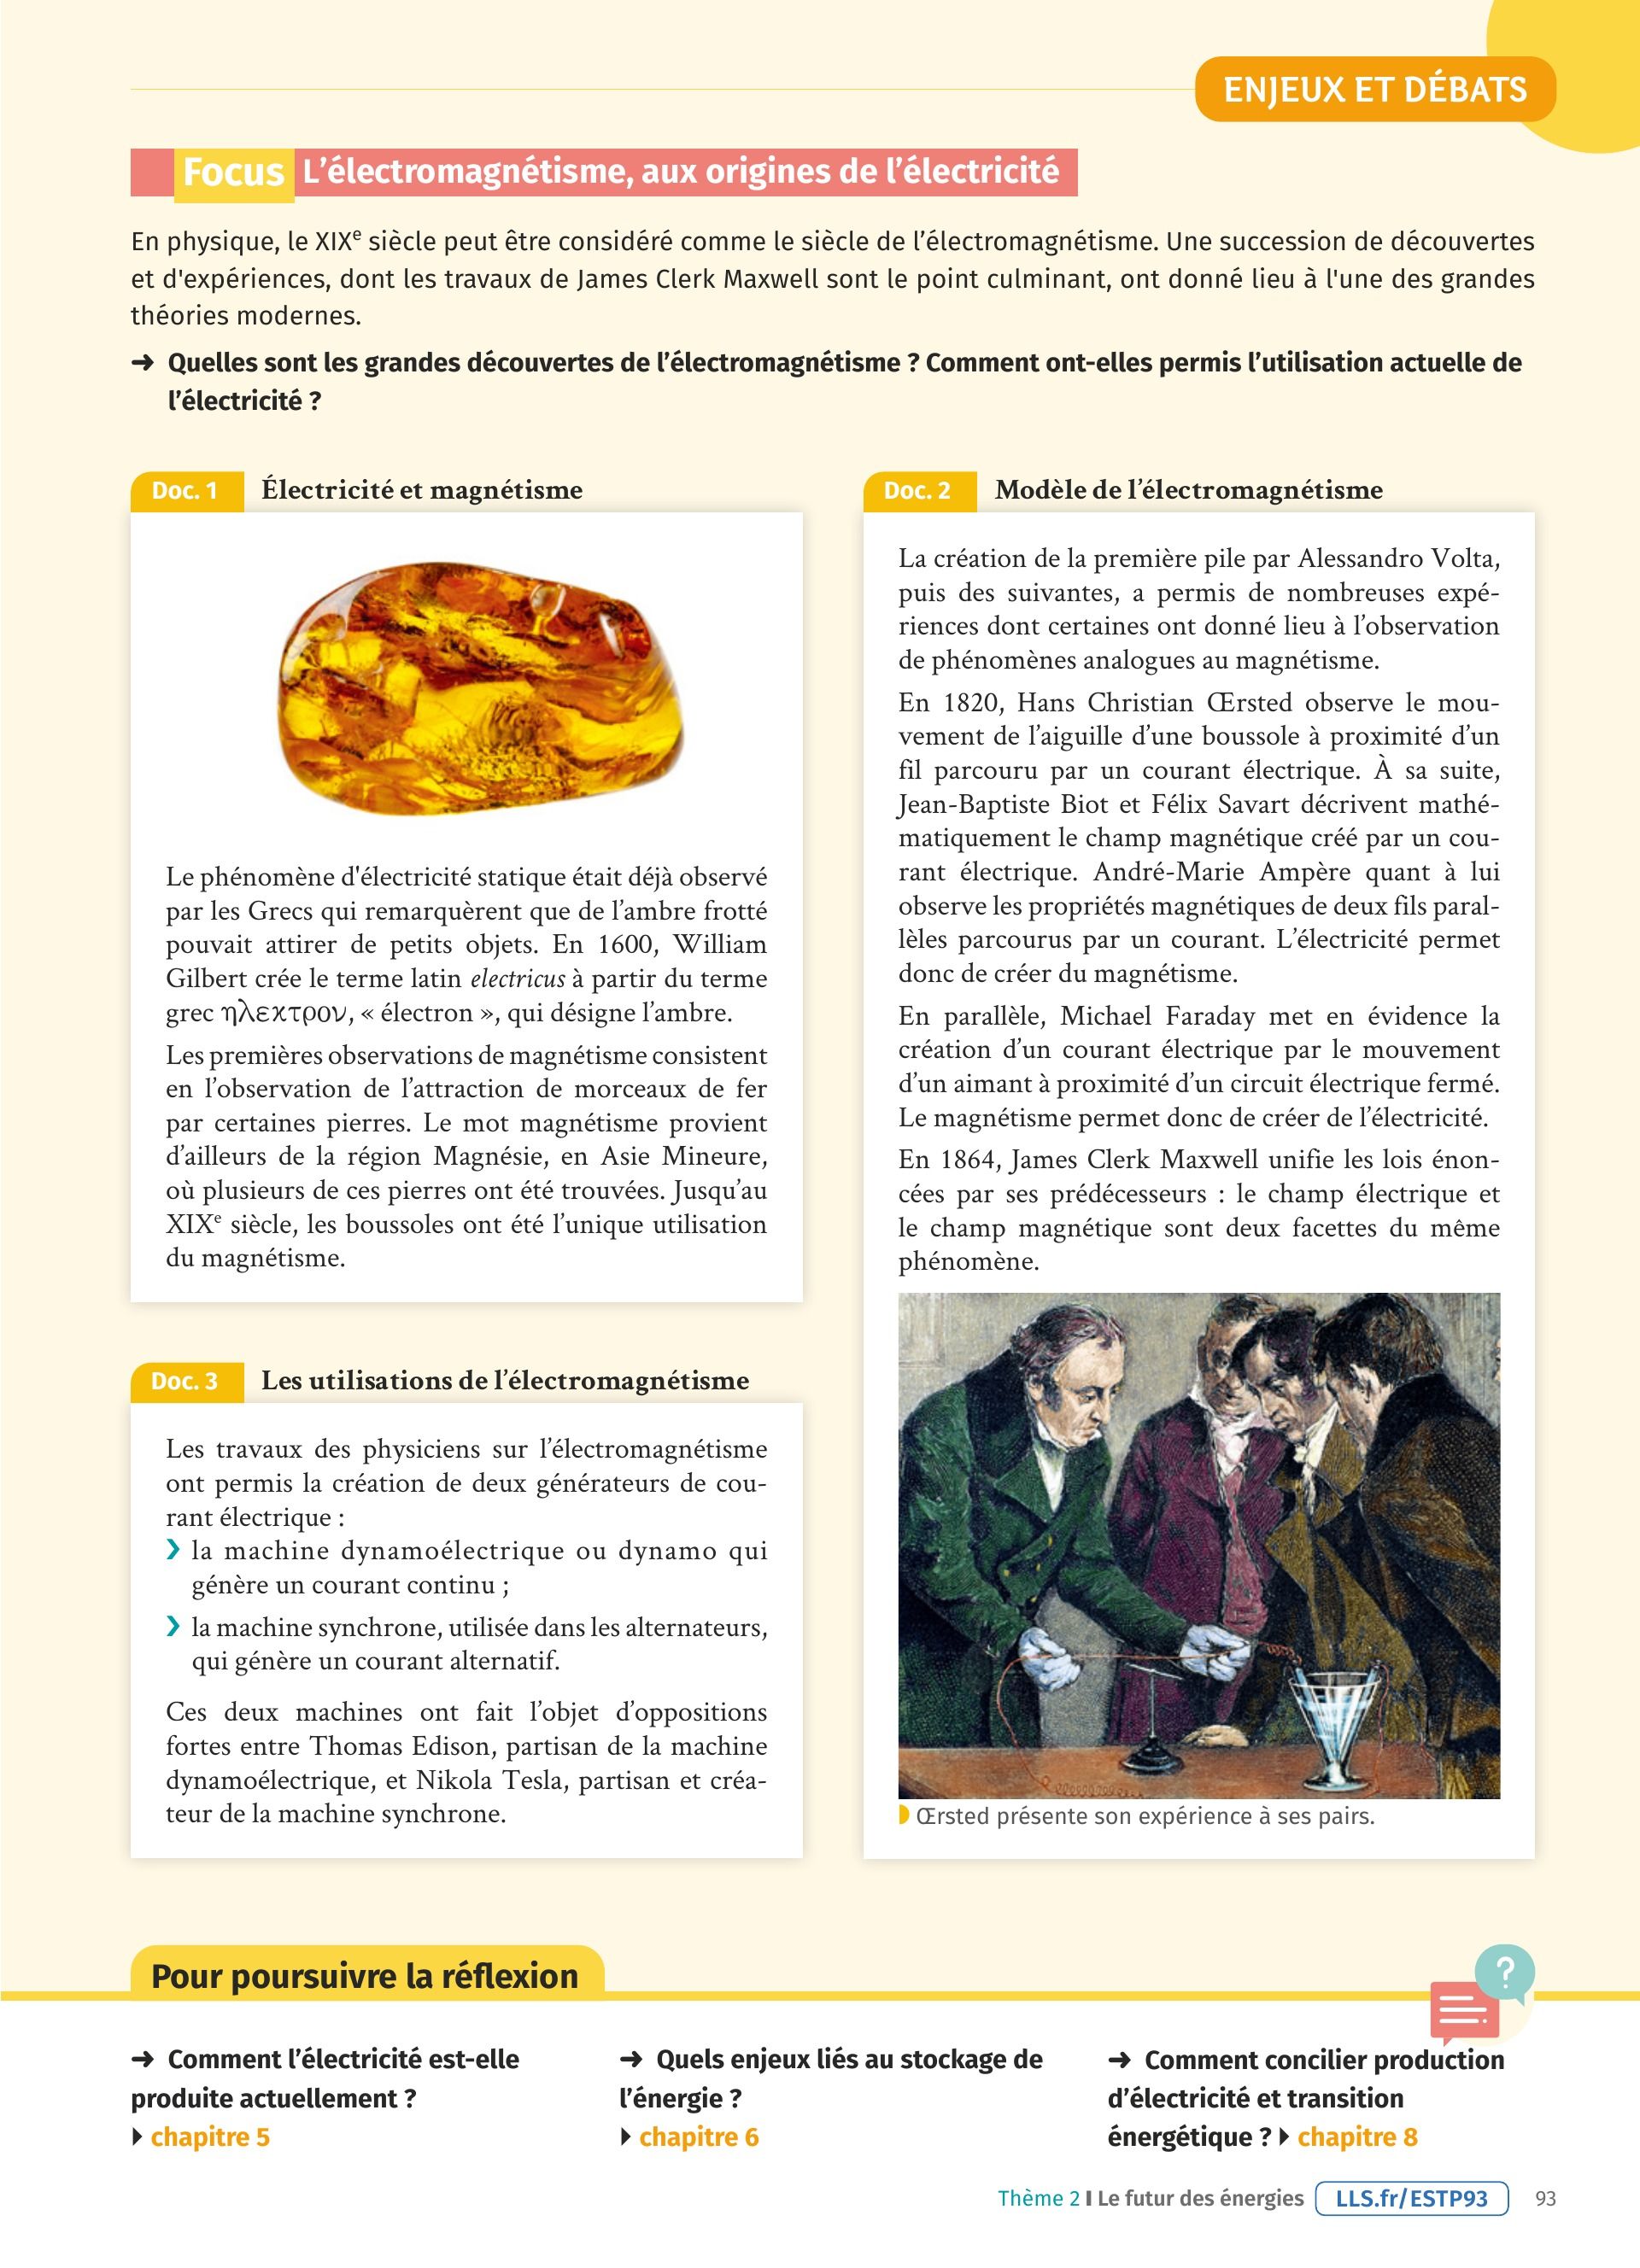 ENJEUX ET DÉBATS
Focus L’électromagnétisme, aux origines de l’électricité
En physique, le XIXe siècle peut être considéré comme le siècle de l’électromagnétisme. Une succession de découvertes
et d'expériences, dont les travaux de James Clerk Maxwell sont le point culminant, ont donné lieu à l'une des grandes
théories modernes.
➜ Quelles sont les grandes découvertes de l’électromagnétisme ? Comment ont-elles permis l’utilisation actuelle de
l’électricité ?
Doc. 1 Électricité et magnétisme
Le phénomène d'électricité statique était déjà observé
par les Grecs qui remarquèrent que de l’ambre frotté
pouvait attirer de petits objets. En 1600, William
Gilbert crée le terme latin electricus à partir du terme
grec ηλεκτρον, « électron », qui désigne l’ambre.
Les premières observations de magnétisme consistent
en l’observation de l’attraction de morceaux de fer
par certaines pierres. Le mot magnétisme provient
d’ailleurs de la région Magnésie, en Asie Mineure,
où plusieurs de ces pierres ont été trouvées. Jusqu’au
XIXe siècle, les boussoles ont été l’unique utilisation
du magnétisme.
Doc. 2 Modèle de l’électromagnétisme
La création de la première pile par Alessandro Volta,
puis des suivantes, a permis de nombreuses expé-
riences dont certaines ont donné lieu à l’observation
de phénomènes analogues au magnétisme.
En 1820, Hans Christian Œrsted observe le mou-
vement de l’aiguille d’une boussole à proximité d’un
fil parcouru par un courant électrique. À sa suite,
Jean-Baptiste Biot et Félix Savart décrivent mathé-
matiquement le champ magnétique créé par un cou-
rant électrique. André-Marie Ampère quant à lui
observe les propriétés magnétiques de deux fils paral-
lèles parcourus par un courant. L’électricité permet
donc de créer du magnétisme.
En parallèle, Michael Faraday met en évidence la
création d’un courant électrique par le mouvement
d’un aimant à proximité d’un circuit électrique fermé.
Le magnétisme permet donc de créer de l’électricité.
En 1864, James Clerk Maxwell unifie les lois énon-
cées par ses prédécesseurs : le champ électrique et
le champ magnétique sont deux facettes du même
phénomène.
Œrsted présente son expérience à ses pairs.
Doc. 3 Les utilisations de l’électromagnétisme
Les travaux des physiciens sur l’électromagnétisme
ont permis la création de deux générateurs de cou-
rant électrique :
la machine dynamoélectrique ou dynamo qui
génère un courant continu ;
la machine synchrone, utilisée dans les alternateurs,
qui génère un courant alternatif.
Ces deux machines ont fait l’objet d’oppositions
fortes entre Thomas Edison, partisan de la machine
dynamoélectrique, et Nikola Tesla, partisan et créa-
teur de la machine synchrone.
Pour poursuivre la réflexion
?
➜ Comment l’électricité est-elle
produite actuellement ?
chapitre 5
➜ Quels enjeux liés au stockage de
l’énergie ?
chapitre 6
➜ Comment concilier production
d’électricité et transition
énergétique ? chapitre 8
Thème 2 I Le futur des énergies LLS.fr/ESTP93 93